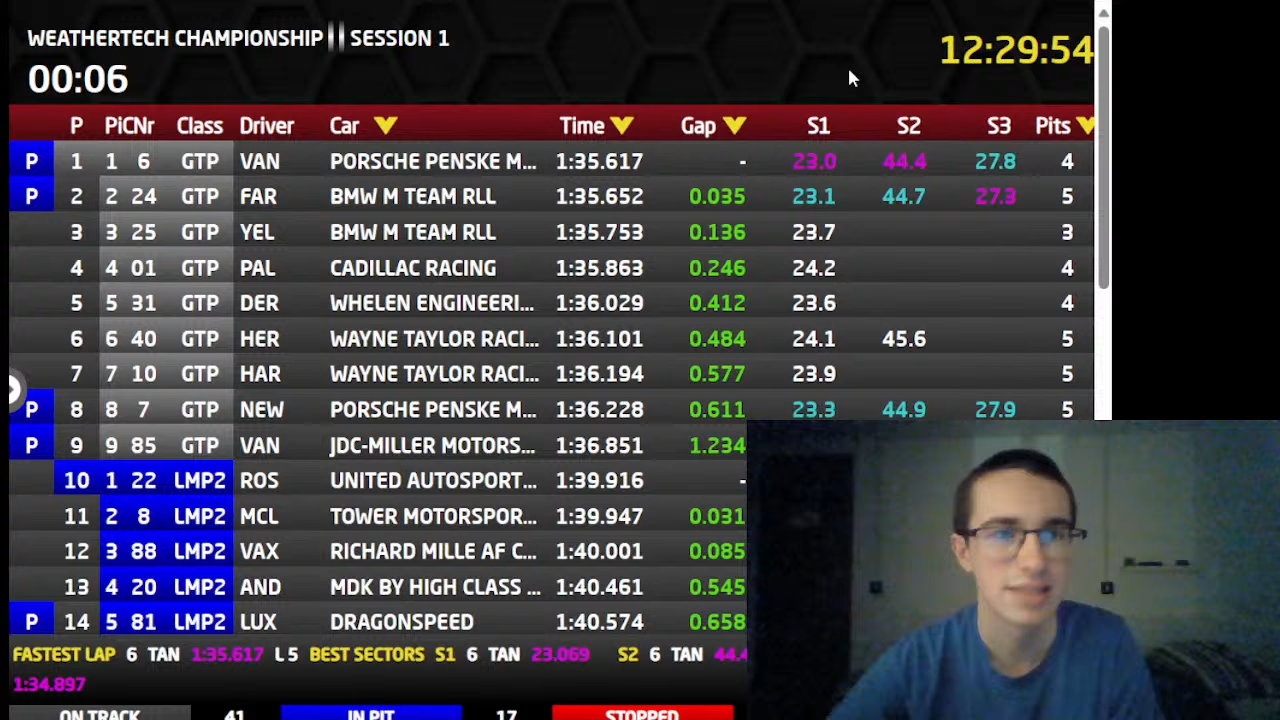 WEATHERTECH CHAMPIONSHIP SESSION 1
00:06
12:29:54
P PiC Nr Class Driver Car Time Gap S1 S2 S3 Pits
P 1 1 6 GTP VAN PORSCHE PENSKE M... 1:35.617 - 23.0 44.4 27.8 4
P 2 2 24 GTP FAR BMW M TEAM RLL 1:35.652 0.035 23.1 44.7 27.3 5
3 3 25 GTP YEL BMW M TEAM RLL 1:35.753 0.136 23.7 3
4 4 01 GTP PAL CADILLAC RACING 1:35.863 0.246 24.2 4
5 5 31 GTP DER WHELEN ENGINEERI... 1:36.029 0.412 23.6 4
6 6 40 GTP HER WAYNE TAYLOR RACI... 1:36.101 0.484 24.1 45.6 5
7 7 10 GTP HAR WAYNE TAYLOR RACI... 1:36.194 0.577 23.9 5
P 8 8 7 GTP NEW PORSCHE PENSKE M... 1:36.228 0.611 23.3 44.9 27.9 5
P 9 9 85 GTP VAN JDC-MILLER MOTORS... 1:36.851 1.234
10 1 22 LMP2 ROS UNITED AUTOSPORT... 1:39.916 -
11 2 8 LMP2 MCL TOWER MOTORSPOR... 1:39.947 0.031
12 3 88 LMP2 VAX RICHARD MILLE AF C... 1:40.001 0.085
13 4 20 LMP2 AND MDK BY HIGH CLASS ... 1:40.461 0.545
P 14 5 81 LMP2 LUX DRAGONSPEED 1:40.574 0.658
FASTEST LAP 6 TAN 1:35.617 L 5 BEST SECTORS S1 6 TAN 23.069 S2 6 TAN 44.4
1:34.897
ON TRACK 41 IN PIT 17 STOPPED